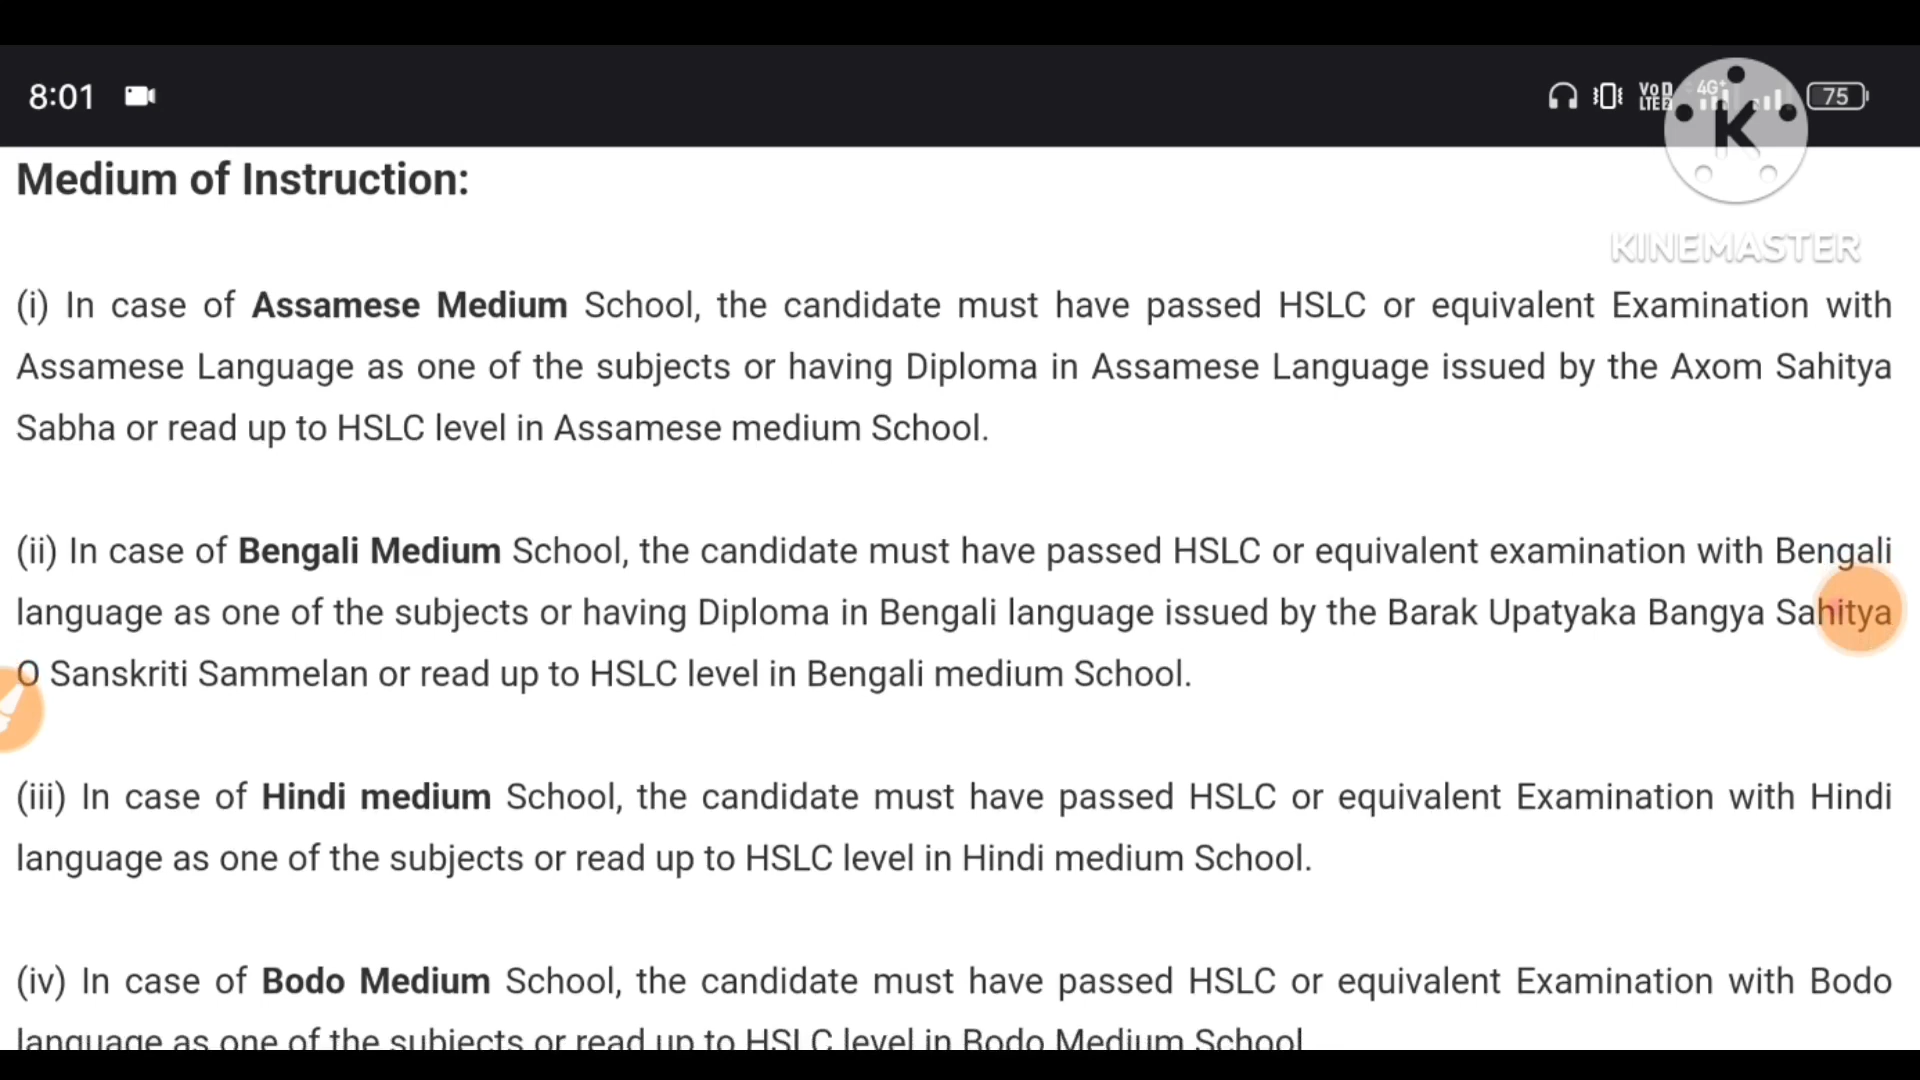 8:01
Vo LTE2 4G+ 75
K
KINEMASTER
Medium of Instruction:
(i) In case of Assamese Medium School, the candidate must have passed HSLC or equivalent Examination with
Assamese Language as one of the subjects or having Diploma in Assamese Language issued by the Axom Sahitya
Sabha or read up to HSLC level in Assamese medium School.
(ii) In case of Bengali Medium School, the candidate must have passed HSLC or equivalent examination with Bengali
language as one of the subjects or having Diploma in Bengali language issued by the Barak Upatyaka Bangya Sahitya
O Sanskriti Sammelan or read up to HSLC level in Bengali medium School.
(iii) In case of Hindi medium School, the candidate must have passed HSLC or equivalent Examination with Hindi
language as one of the subjects or read up to HSLC level in Hindi medium School.
(iv) In case of Bodo Medium School, the candidate must have passed HSLC or equivalent Examination with Bodo
language as one of the subjects or read up to HSLC level in Bodo Medium School